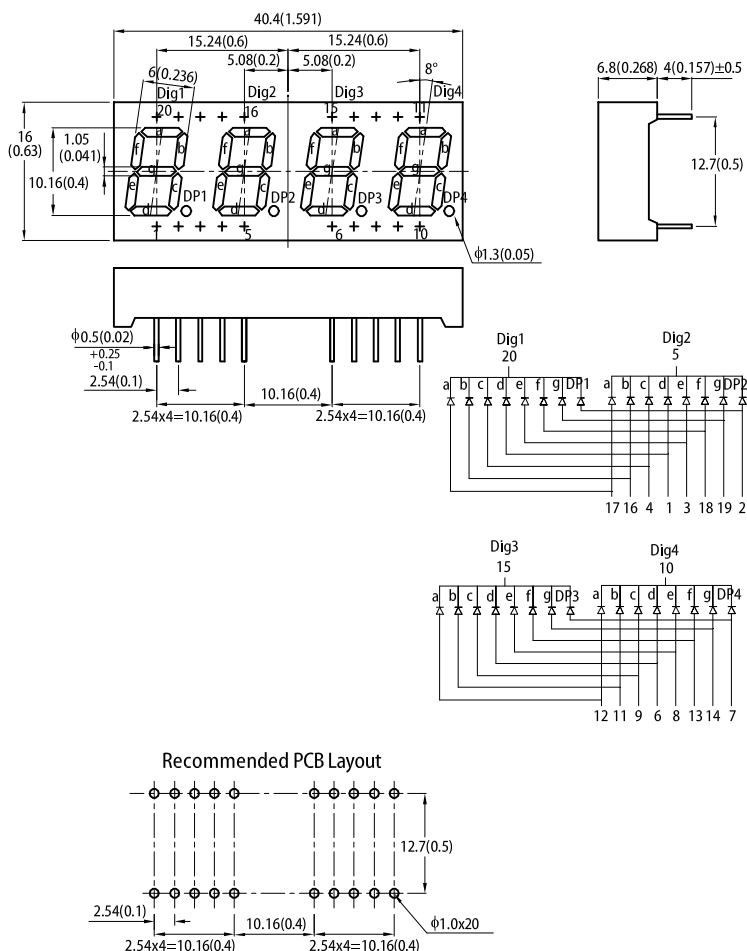 40.4(1.591)
15.24(0.6) 15.24(0.6)
5.08(0.2) 5.08(0.2)
6(0.236) 8°
Dig1 Dig2 Dig3 Dig4
20 16 15 11
16
(0.63)
1.05
(0.041)
10.16(0.4)
a f b g e c d DP1
a f b g e c d DP2
a f b g e c d DP3
a f b g e c d DP4
1 5 6 10
ϕ1.3(0.05)
6.8(0.268) 4(0.157)±0.5
12.7(0.5)
ϕ0.5(0.02)
+0.25
-0.1
2.54(0.1)
10.16(0.4)
2.54x4=10.16(0.4) 2.54x4=10.16(0.4)
Dig1 Dig2
20 5
a b c d e f g DP1 a b c d e f g DP2
17 16 4 1 3 18 19 2
Dig3 Dig4
15 10
a b c d e f g DP3 a b c d e f g DP4
12 11 9 6 8 13 14 7
Recommended PCB Layout
12.7(0.5)
2.54(0.1)
10.16(0.4)
ϕ1.0x20
2.54x4=10.16(0.4) 2.54x4=10.16(0.4)